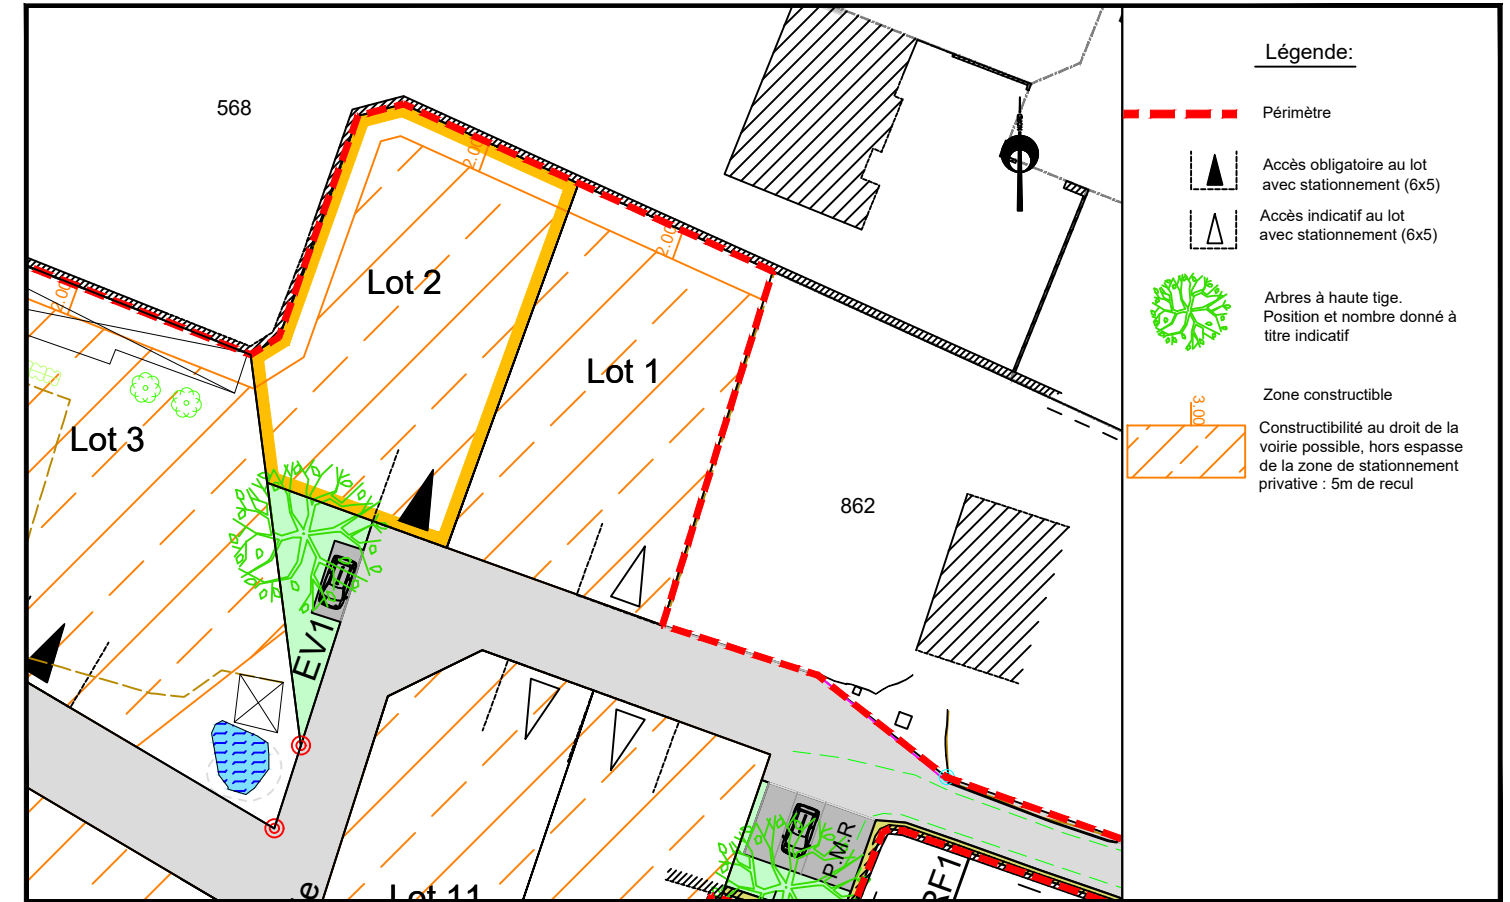 568
2.00
Lot 2
2.00
2.00
Lot 1
Lot 3
862
EV1
P.M.R
RF1
Lot 11
Légende:
Périmètre
Accès obligatoire au lot
avec stationnement (6x5)
Accès indicatif au lot
avec stationnement (6x5)
Arbres à haute tige.
Position et nombre donné à
titre indicatif
3.00
Zone constructible
Constructibilité au droit de la
voirie possible, hors espasse
de la zone de stationnement
privative : 5m de recul